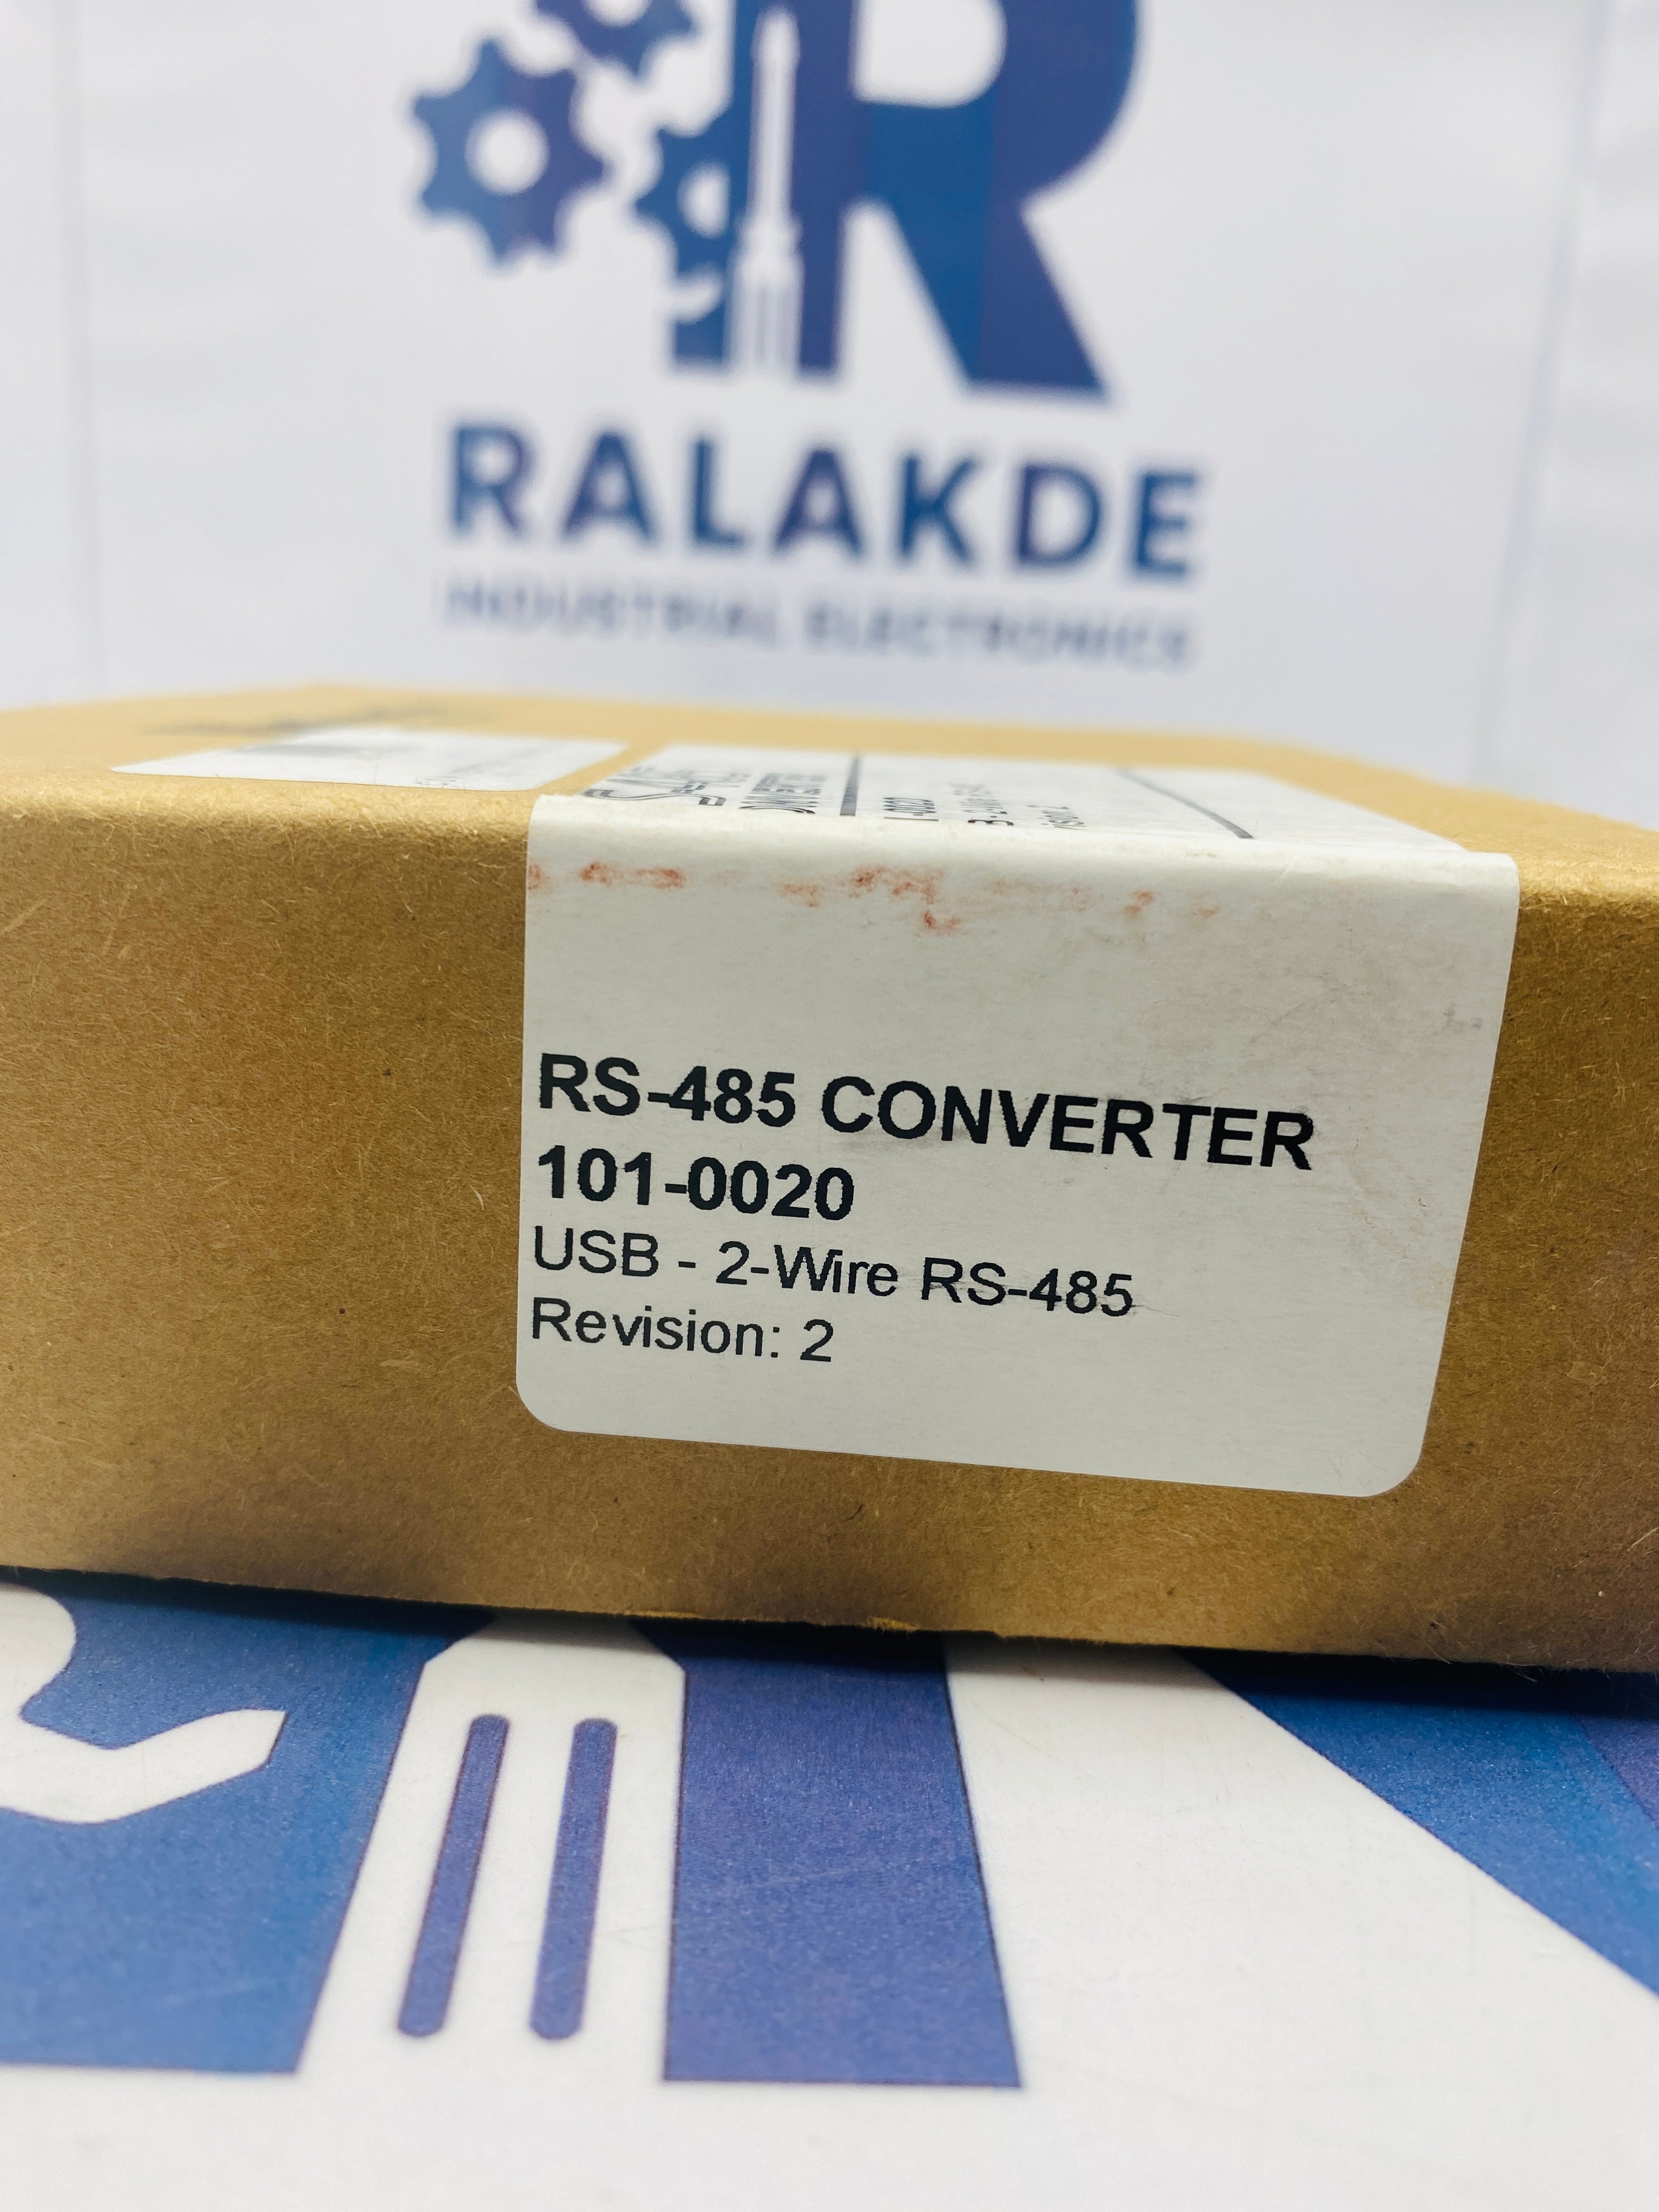 R
RALAKDE
INDUSTRIAL ELECTRONICS
RS-485 CONVERTER
101-0020
USB - 2-Wire RS-485
Revision: 2